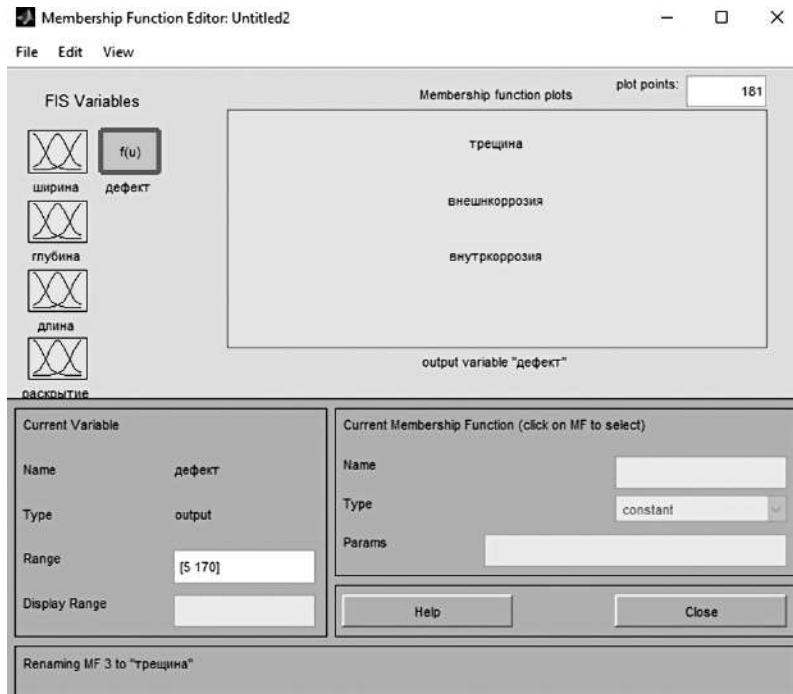 Membership Function Editor: Untitled2
File Edit View
FIS Variables
f(u)
ширина
дефект
глубина
длина
раскрытие
Membership function plots
plot points:
181
трещина
внешнкоррозия
внутркоррозия
output variable "дефект"
Current Variable
Name
дефект
Type
output
Range
[5 170]
Display Range
Current Membership Function (click on MF to select)
Name
Type
constant
Params
Help
Close
Renaming MF 3 to "трещина"